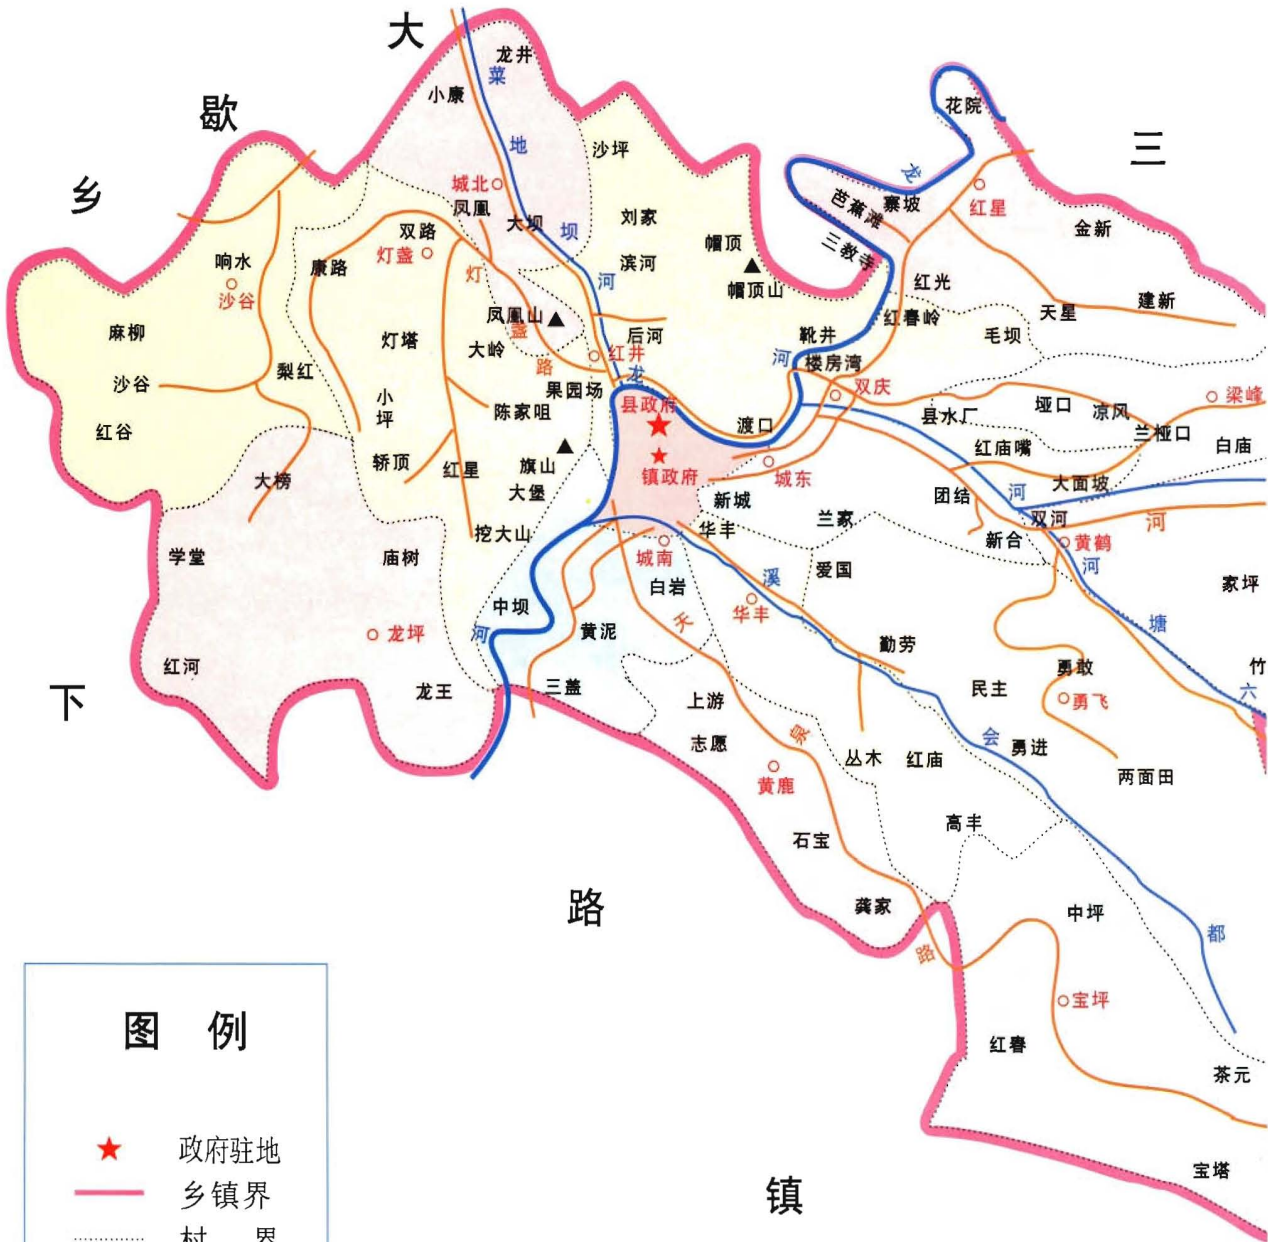 大
歇
乡
三
下
路
镇
龙井
菜
小康
地
沙坪
花院
龙
城北
凤凰
大坝
坝
刘家
芭蕉滩
寨坡
红星
金新
双路
灯盏
灯
滨河
河
帽顶
帽顶山
三教寺
响水
沙谷
康路
红光
天星
建新
凤凰山
盏
后河
靴井
红春岭
毛坝
麻柳
灯塔
大岭
路
红井
河
楼房湾
双庆
沙谷
梨红
小坪
果园场
龙
陈家咀
县政府
渡口
县水厂
垭口
凉风
梁峰
红谷
兰桠口
白庙
大榜
轿顶
红星
旗山
大堡
镇政府
城东
红庙嘴
大面坡
团结
河
新城
挖大山
华丰
兰家
新合
双河
河
黄鹤
河
学堂
庙树
城南
白岩
溪
爱国
家坪
中坝
河
黄泥
天
华丰
塘
龙坪
勤劳
红河
龙王
三盖
上游
民主
勇敢
勇飞
竹
六
志愿
泉
丛木
红庙
会
勇进
黄鹿
两面田
石宝
高丰
龚家
路
中坪
都
宝坪
红春
茶元
宝塔
图 例
政府驻地
乡镇界
村 界